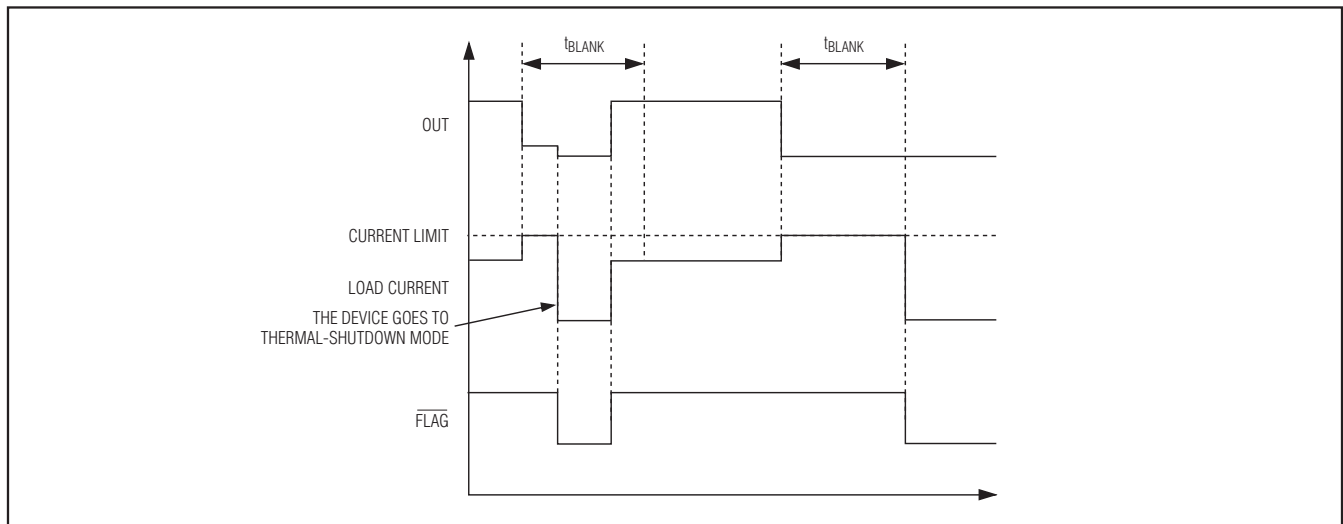 tBLANK
tBLANK
OUT
CURRENT LIMIT
LOAD CURRENT
THE DEVICE GOES TO
THERMAL-SHUTDOWN MODE
FLAG